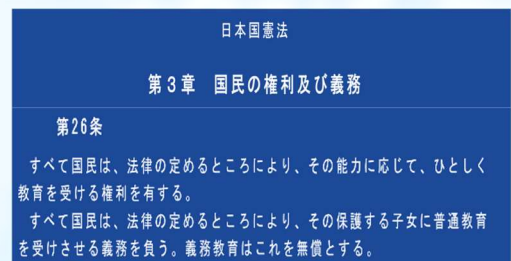 日本国憲法
第3章　国民の権利及び義務
第26条
すべて国民は、法律の定めるところにより、その能力に応じて、ひとしく
教育を受ける権利を有する。
すべて国民は、法律の定めるところにより、その保護する子女に普通教育
を受けさせる義務を負う。義務教育はこれを無償とする。